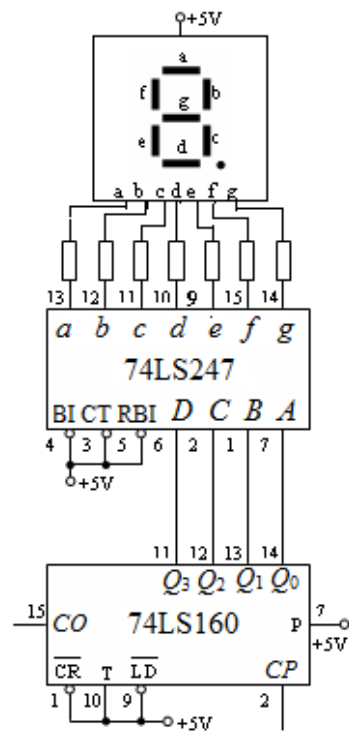 +5V
a
f b
g
e c
d
a b c d e f g
13 12 11 10 9 15 14
a b c d e f g
74LS247
BI CT RBI D C B A
4 3 5 6 2 1 7
+5V
11 12 13 14
Q3 Q2 Q1 Q0
15 CO 74LS160 P 7
+5V
CR T LD CP
1 10 9 2
+5V